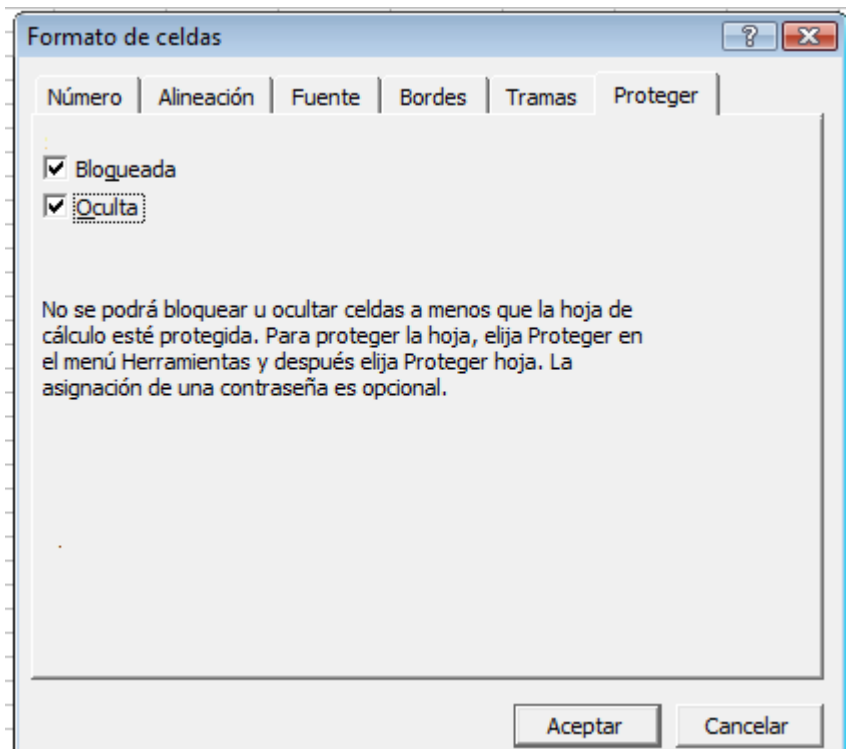 Formato de celdas
Número Alineación Fuente Bordes Tramas Proteger
Bloqueada
Oculta
No se podrá bloquear u ocultar celdas a menos que la hoja de
cálculo esté protegida. Para proteger la hoja, elija Proteger en
el menú Herramientas y después elija Proteger hoja. La
asignación de una contraseña es opcional.
Aceptar Cancelar